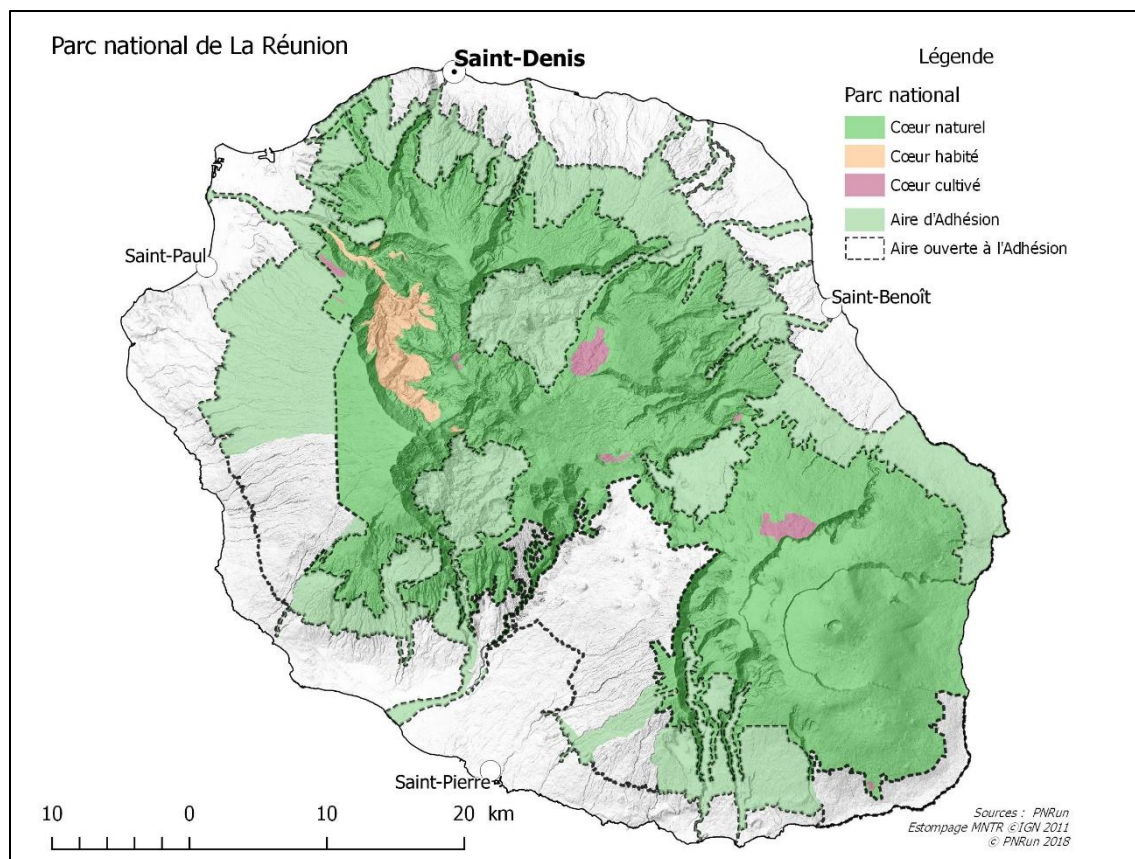 Parc national de La Réunion
Saint-Denis
Légende
Parc national
Cœur naturel
Cœur habité
Cœur cultivé
Aire d'Adhésion
Aire ouverte à l'Adhésion
Saint-Paul
Saint-Benoît
Saint-Pierre
10 0 10 20 km
Sources : PNRun
Estompage MNTR ©IGN 2011
© PNRun 2018